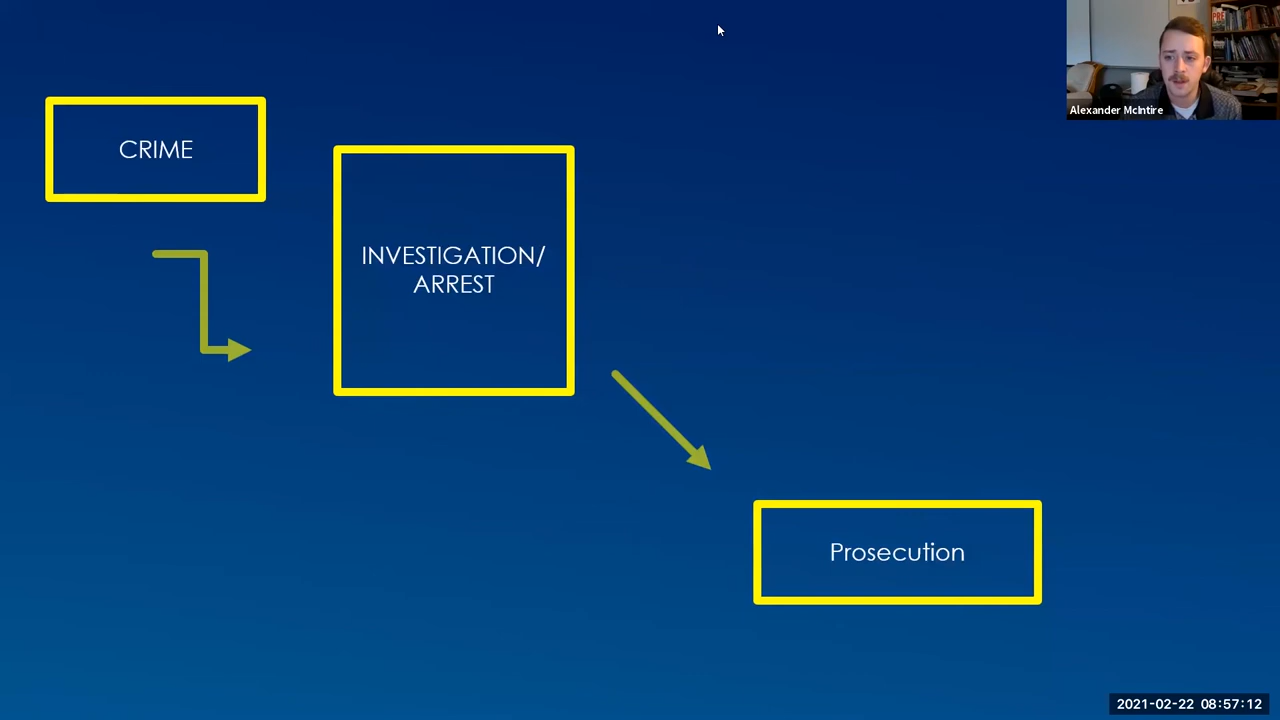 CRIME
INVESTIGATION/
ARREST
Prosecution
Alexander McIntire
2021-02-22 08:57:12